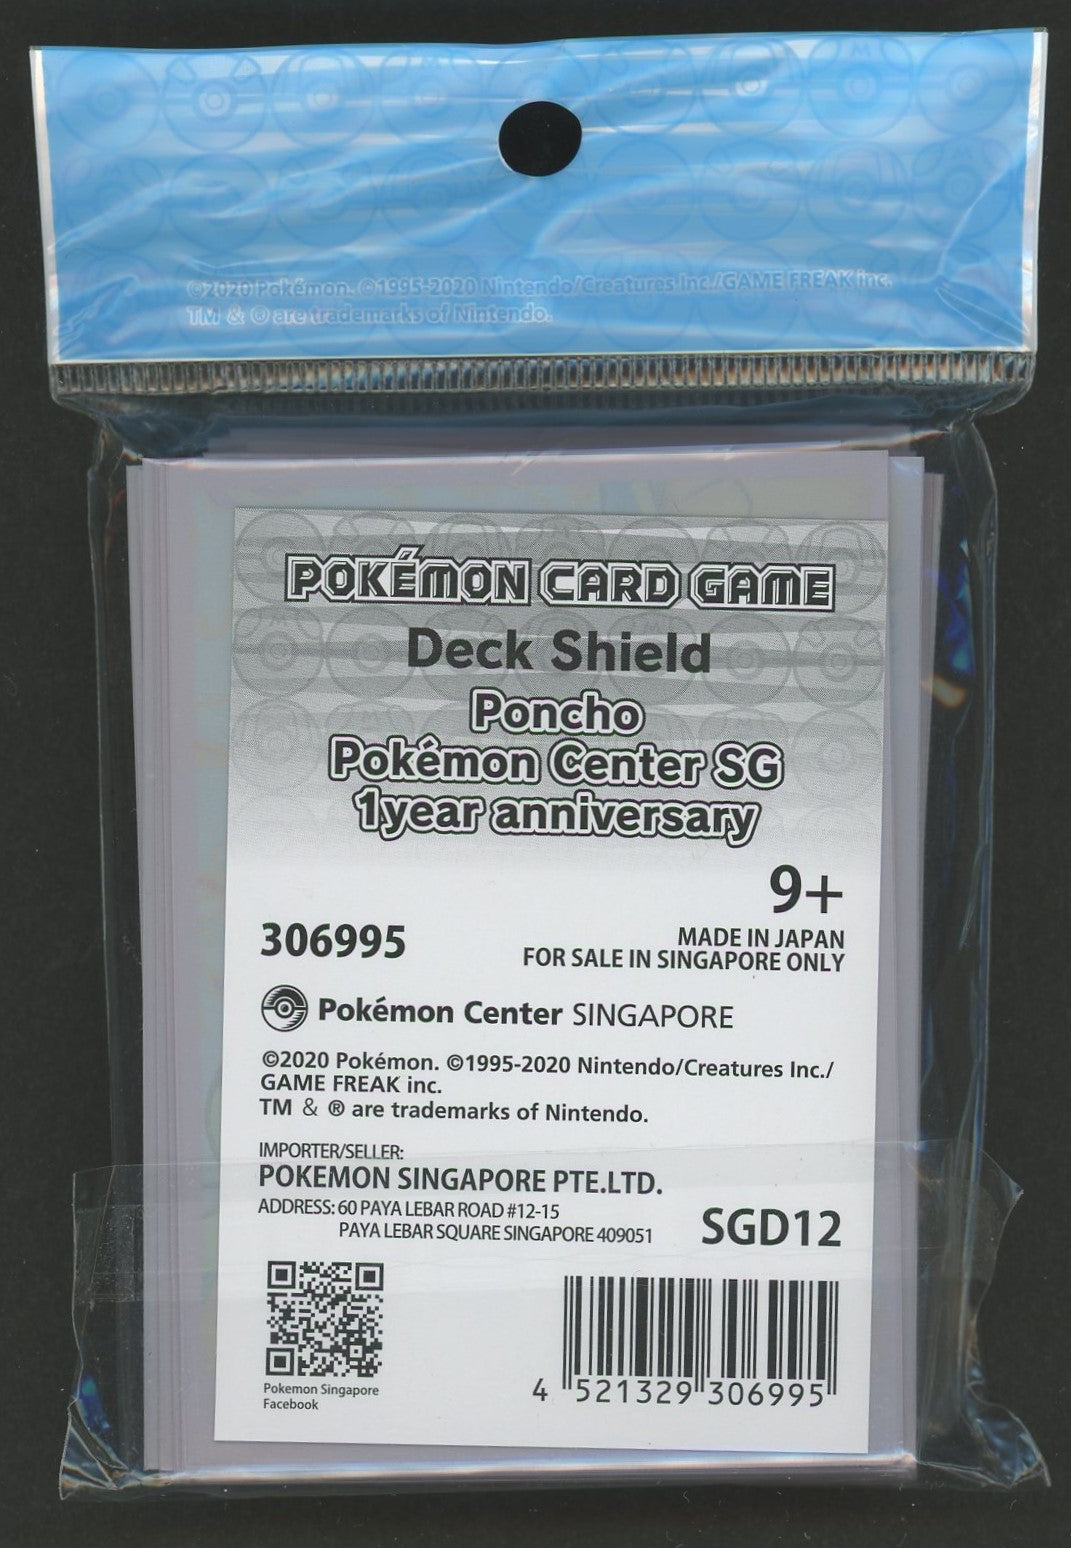 ©2020 Pokémon. ©1995-2020 Nintendo/Creatures Inc./GAME FREAK inc.
TM & ® are trademarks of Nintendo.
POKÉMON CARD GAME
Deck Shield
Poncho
Pokémon Center SG
1year anniversary
9+
306995
MADE IN JAPAN
FOR SALE IN SINGAPORE ONLY
Pokémon Center SINGAPORE
©2020 Pokémon. ©1995-2020 Nintendo/Creatures Inc./
GAME FREAK inc.
TM & ® are trademarks of Nintendo.
IMPORTER/SELLER:
POKEMON SINGAPORE PTE.LTD.
ADDRESS: 60 PAYA LEBAR ROAD #12-15
PAYA LEBAR SQUARE SINGAPORE 409051
SGD12
Pokemon Singapore
Facebook
4 521329 306995